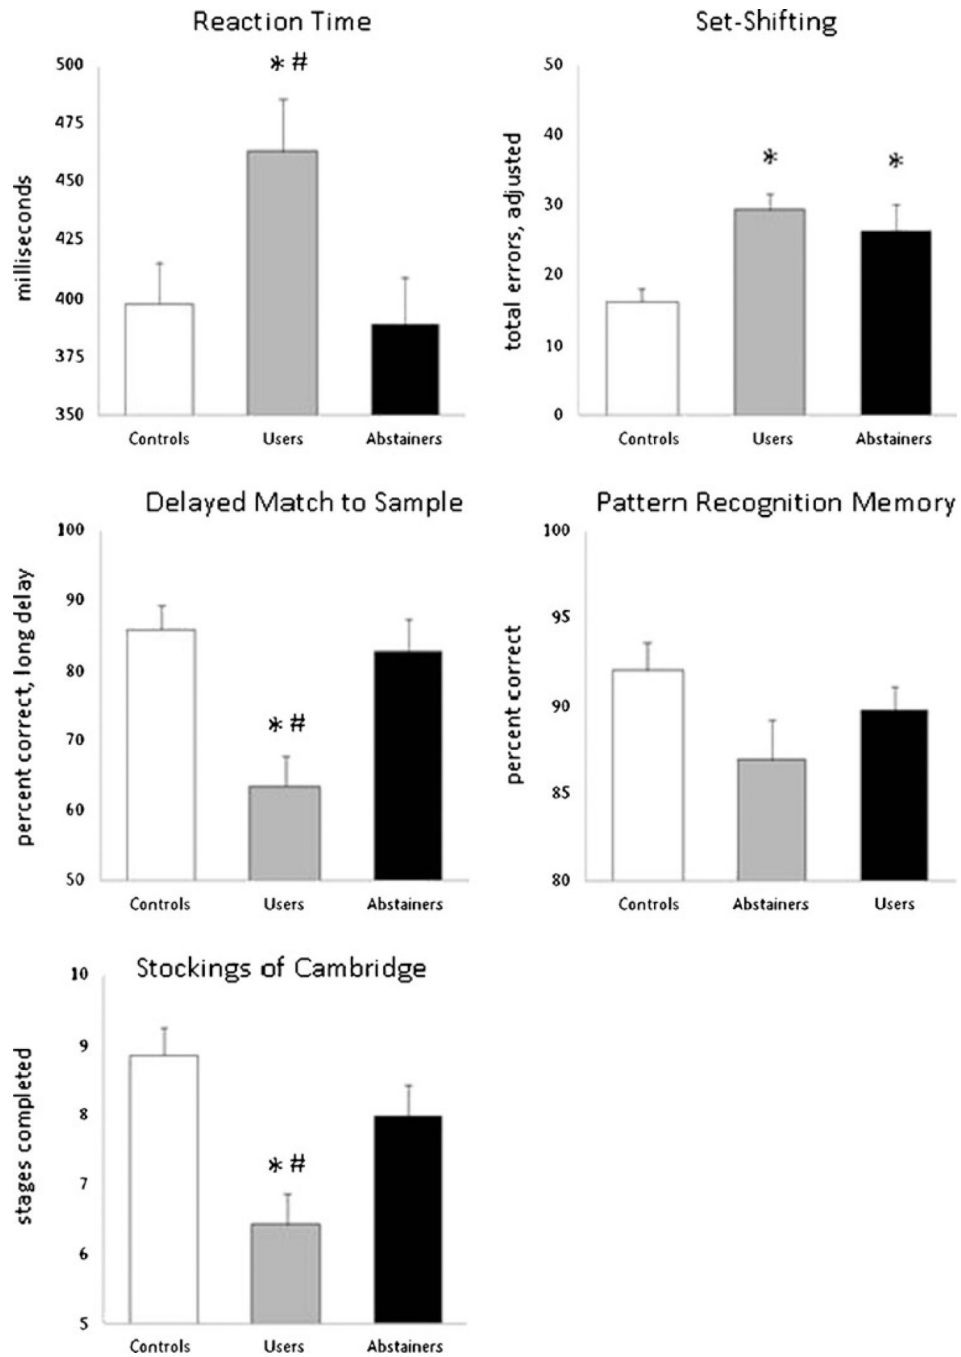 Reaction Time
milliseconds
500
475
450
425
400
375
350
* #
Controls
Users
Abstainers
Set-Shifting
total errors, adjusted
50
40
30
20
10
0
*
*
Controls
Users
Abstainers
Delayed Match to Sample
percent correct, long delay
100
90
80
70
60
50
* #
Controls
Users
Abstainers
Pattern Recognition Memory
percent correct
100
95
90
85
80
Controls
Abstainers
Users
Stockings of Cambridge
stages completed
10
9
8
7
6
5
* #
Controls
Users
Abstainers